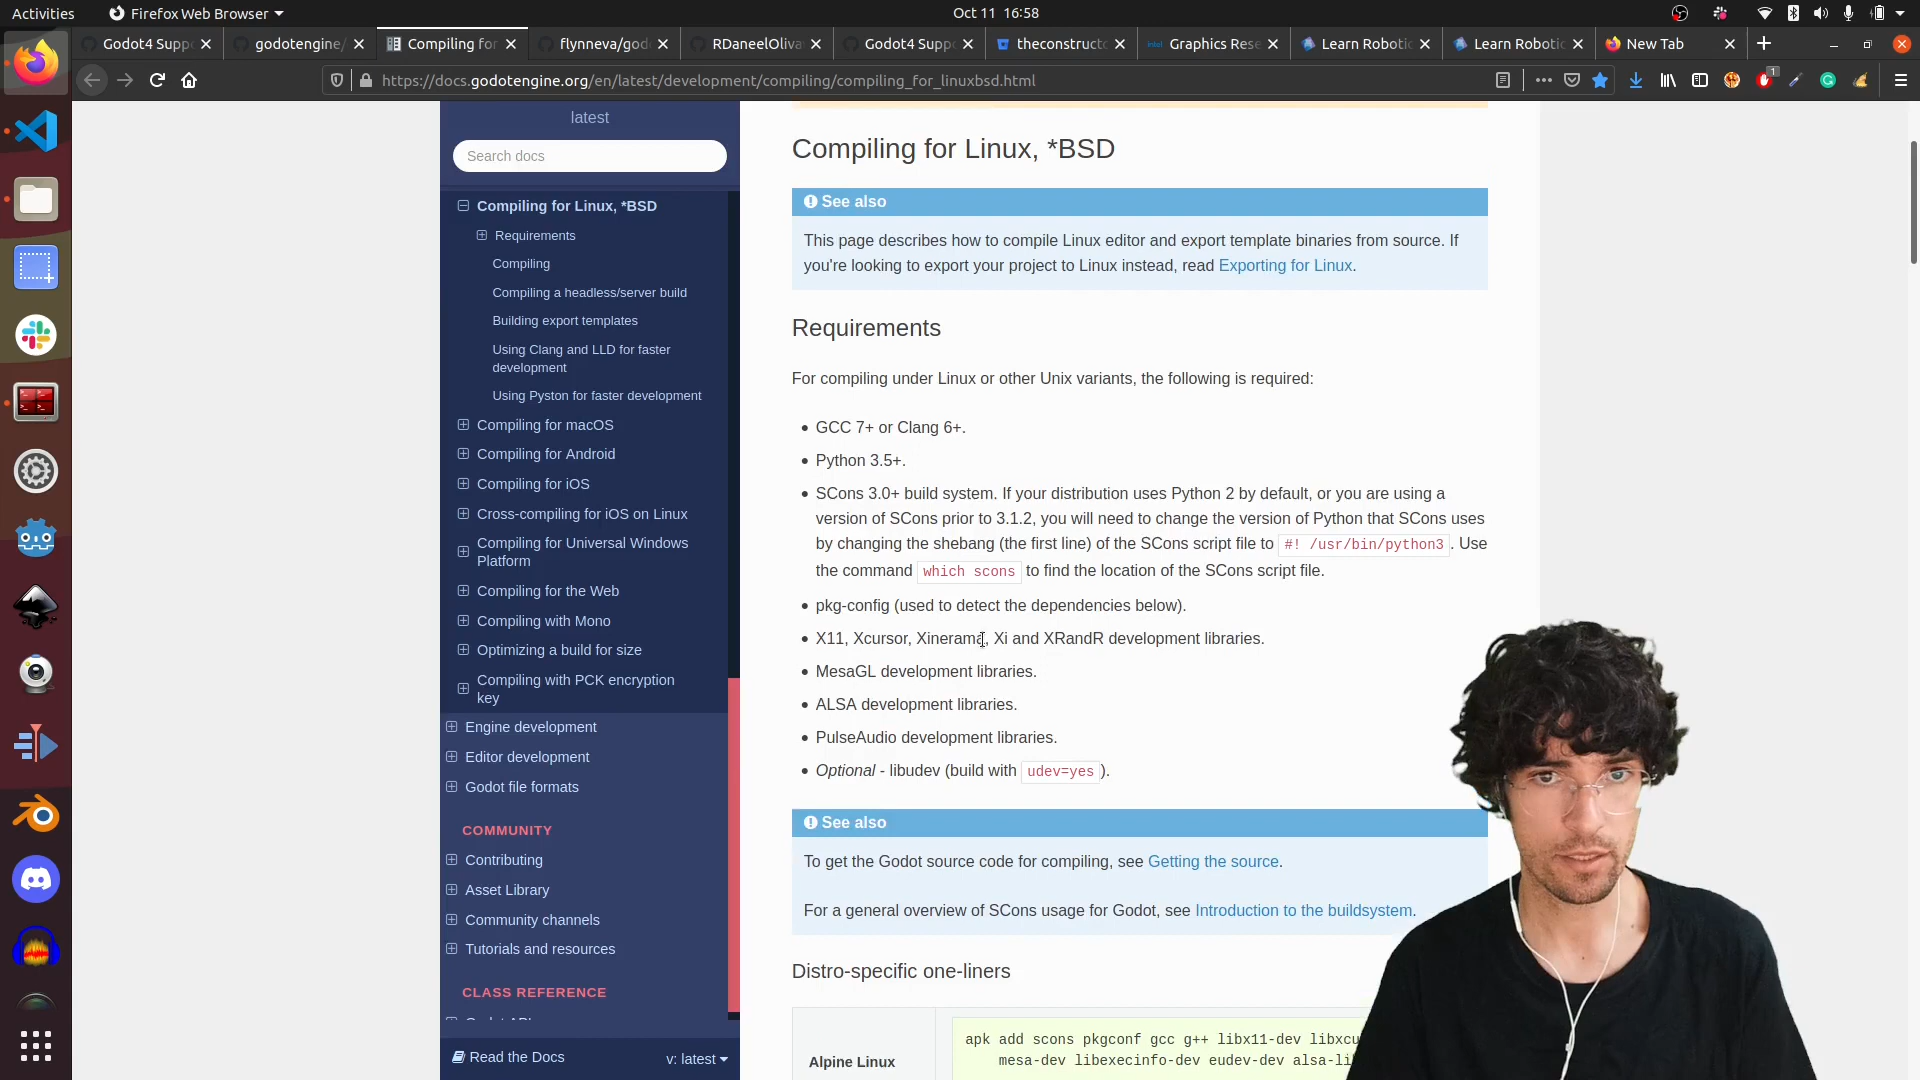 Activities
Firefox Web Browser
Oct 11 16:58
Godot4 Supp
godotengine/
Compiling for
flynneva/god
RDaneelOliva
Godot4 Supp
theconstruct
Graphics Rese
Learn Robotic
Learn Robotic
New Tab
https://docs.godotengine.org/en/latest/development/compiling/compiling_for_linuxbsd.html
1
latest
Search docs
Compiling for Linux, *BSD
Requirements
Compiling
Compiling a headless/server build
Building export templates
Using Clang and LLD for faster
development
Using Pyston for faster development
Compiling for macOS
Compiling for Android
Compiling for iOS
Cross-compiling for iOS on Linux
Compiling for Universal Windows
Platform
Compiling for the Web
Compiling with Mono
Optimizing a build for size
Compiling with PCK encryption
key
Engine development
Editor development
Godot file formats
COMMUNITY
Contributing
Asset Library
Community channels
Tutorials and resources
CLASS REFERENCE
Read the Docs
v: latest
Compiling for Linux, *BSD
See also
This page describes how to compile Linux editor and export template binaries from source. If
you're looking to export your project to Linux instead, read Exporting for Linux.
Requirements
For compiling under Linux or other Unix variants, the following is required:
GCC 7+ or Clang 6+.
Python 3.5+.
SCons 3.0+ build system. If your distribution uses Python 2 by default, or you are using a
version of SCons prior to 3.1.2, you will need to change the version of Python that SCons uses
by changing the shebang (the first line) of the SCons script file to #! /usr/bin/python3. Use
the command which scons to find the location of the SCons script file.
pkg-config (used to detect the dependencies below).
X11, Xcursor, Xinerama, Xi and XRandR development libraries.
MesaGL development libraries.
ALSA development libraries.
PulseAudio development libraries.
Optional - libudev (build with udev=yes).
See also
To get the Godot source code for compiling, see Getting the source.
For a general overview of SCons usage for Godot, see Introduction to the buildsystem.
Distro-specific one-liners
Alpine Linux
apk add scons pkgconf gcc g++ libx11-dev libxcu
mesa-dev libexecinfo-dev eudev-dev alsa-li